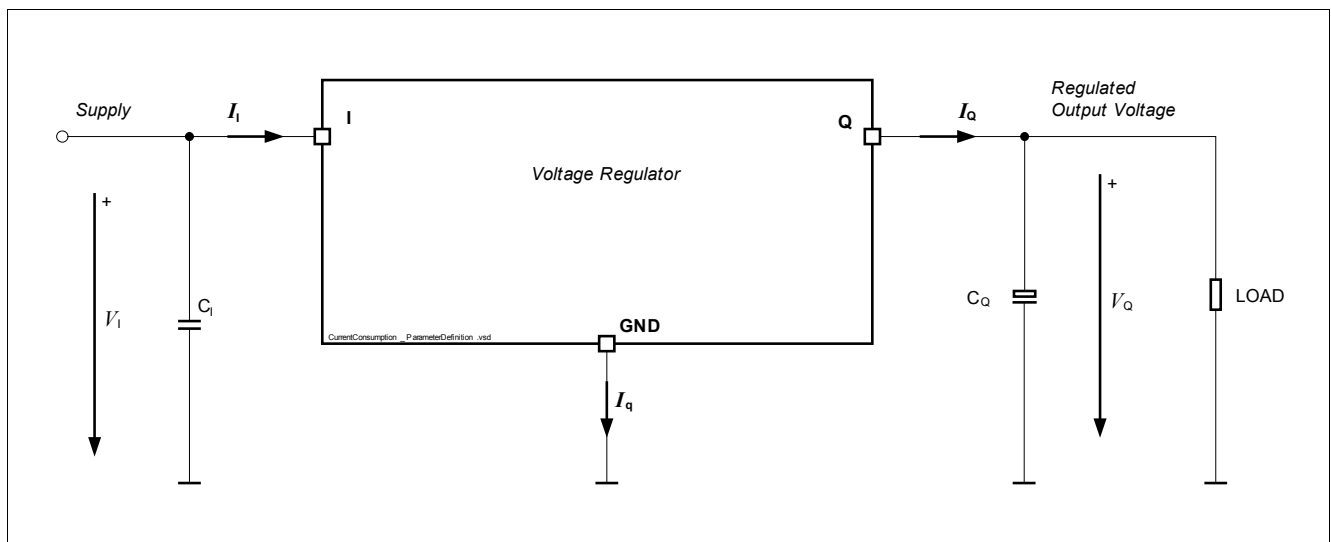 Supply
I_I
I
Voltage Regulator
Q
I_Q
Regulated
Output Voltage
+
V_I
C_I
CurrentConsumption _ ParameterDefinition .vsd
GND
I_q
C_Q
+
V_Q
LOAD